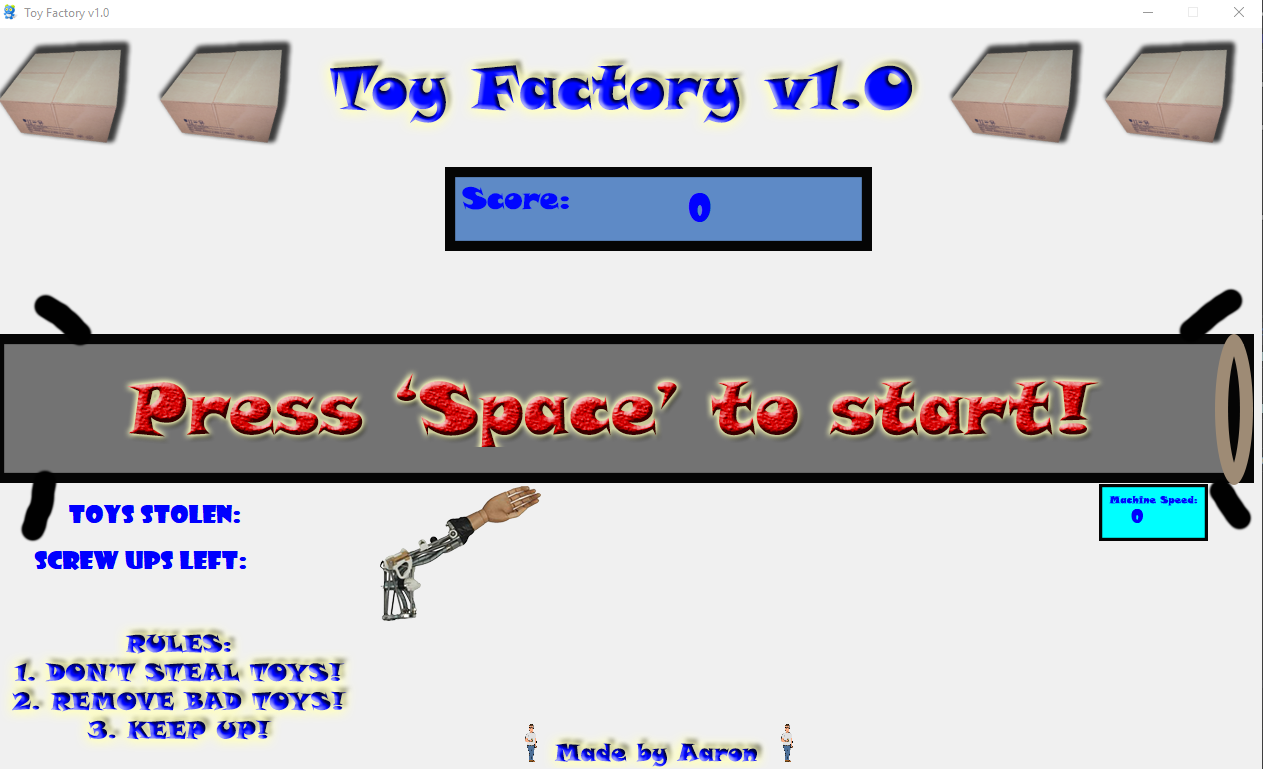 Toy Factory v1.0
Toy Factory v1.0
Score: 0
Press ‘Space’ to start!
TOYS STOLEN:
SCREW UPS LEFT:
Machine Speed:
0
RULES:
1. DON’T STEAL TOYS!
2. REMOVE BAD TOYS!
3. KEEP UP!
Made by Aaron